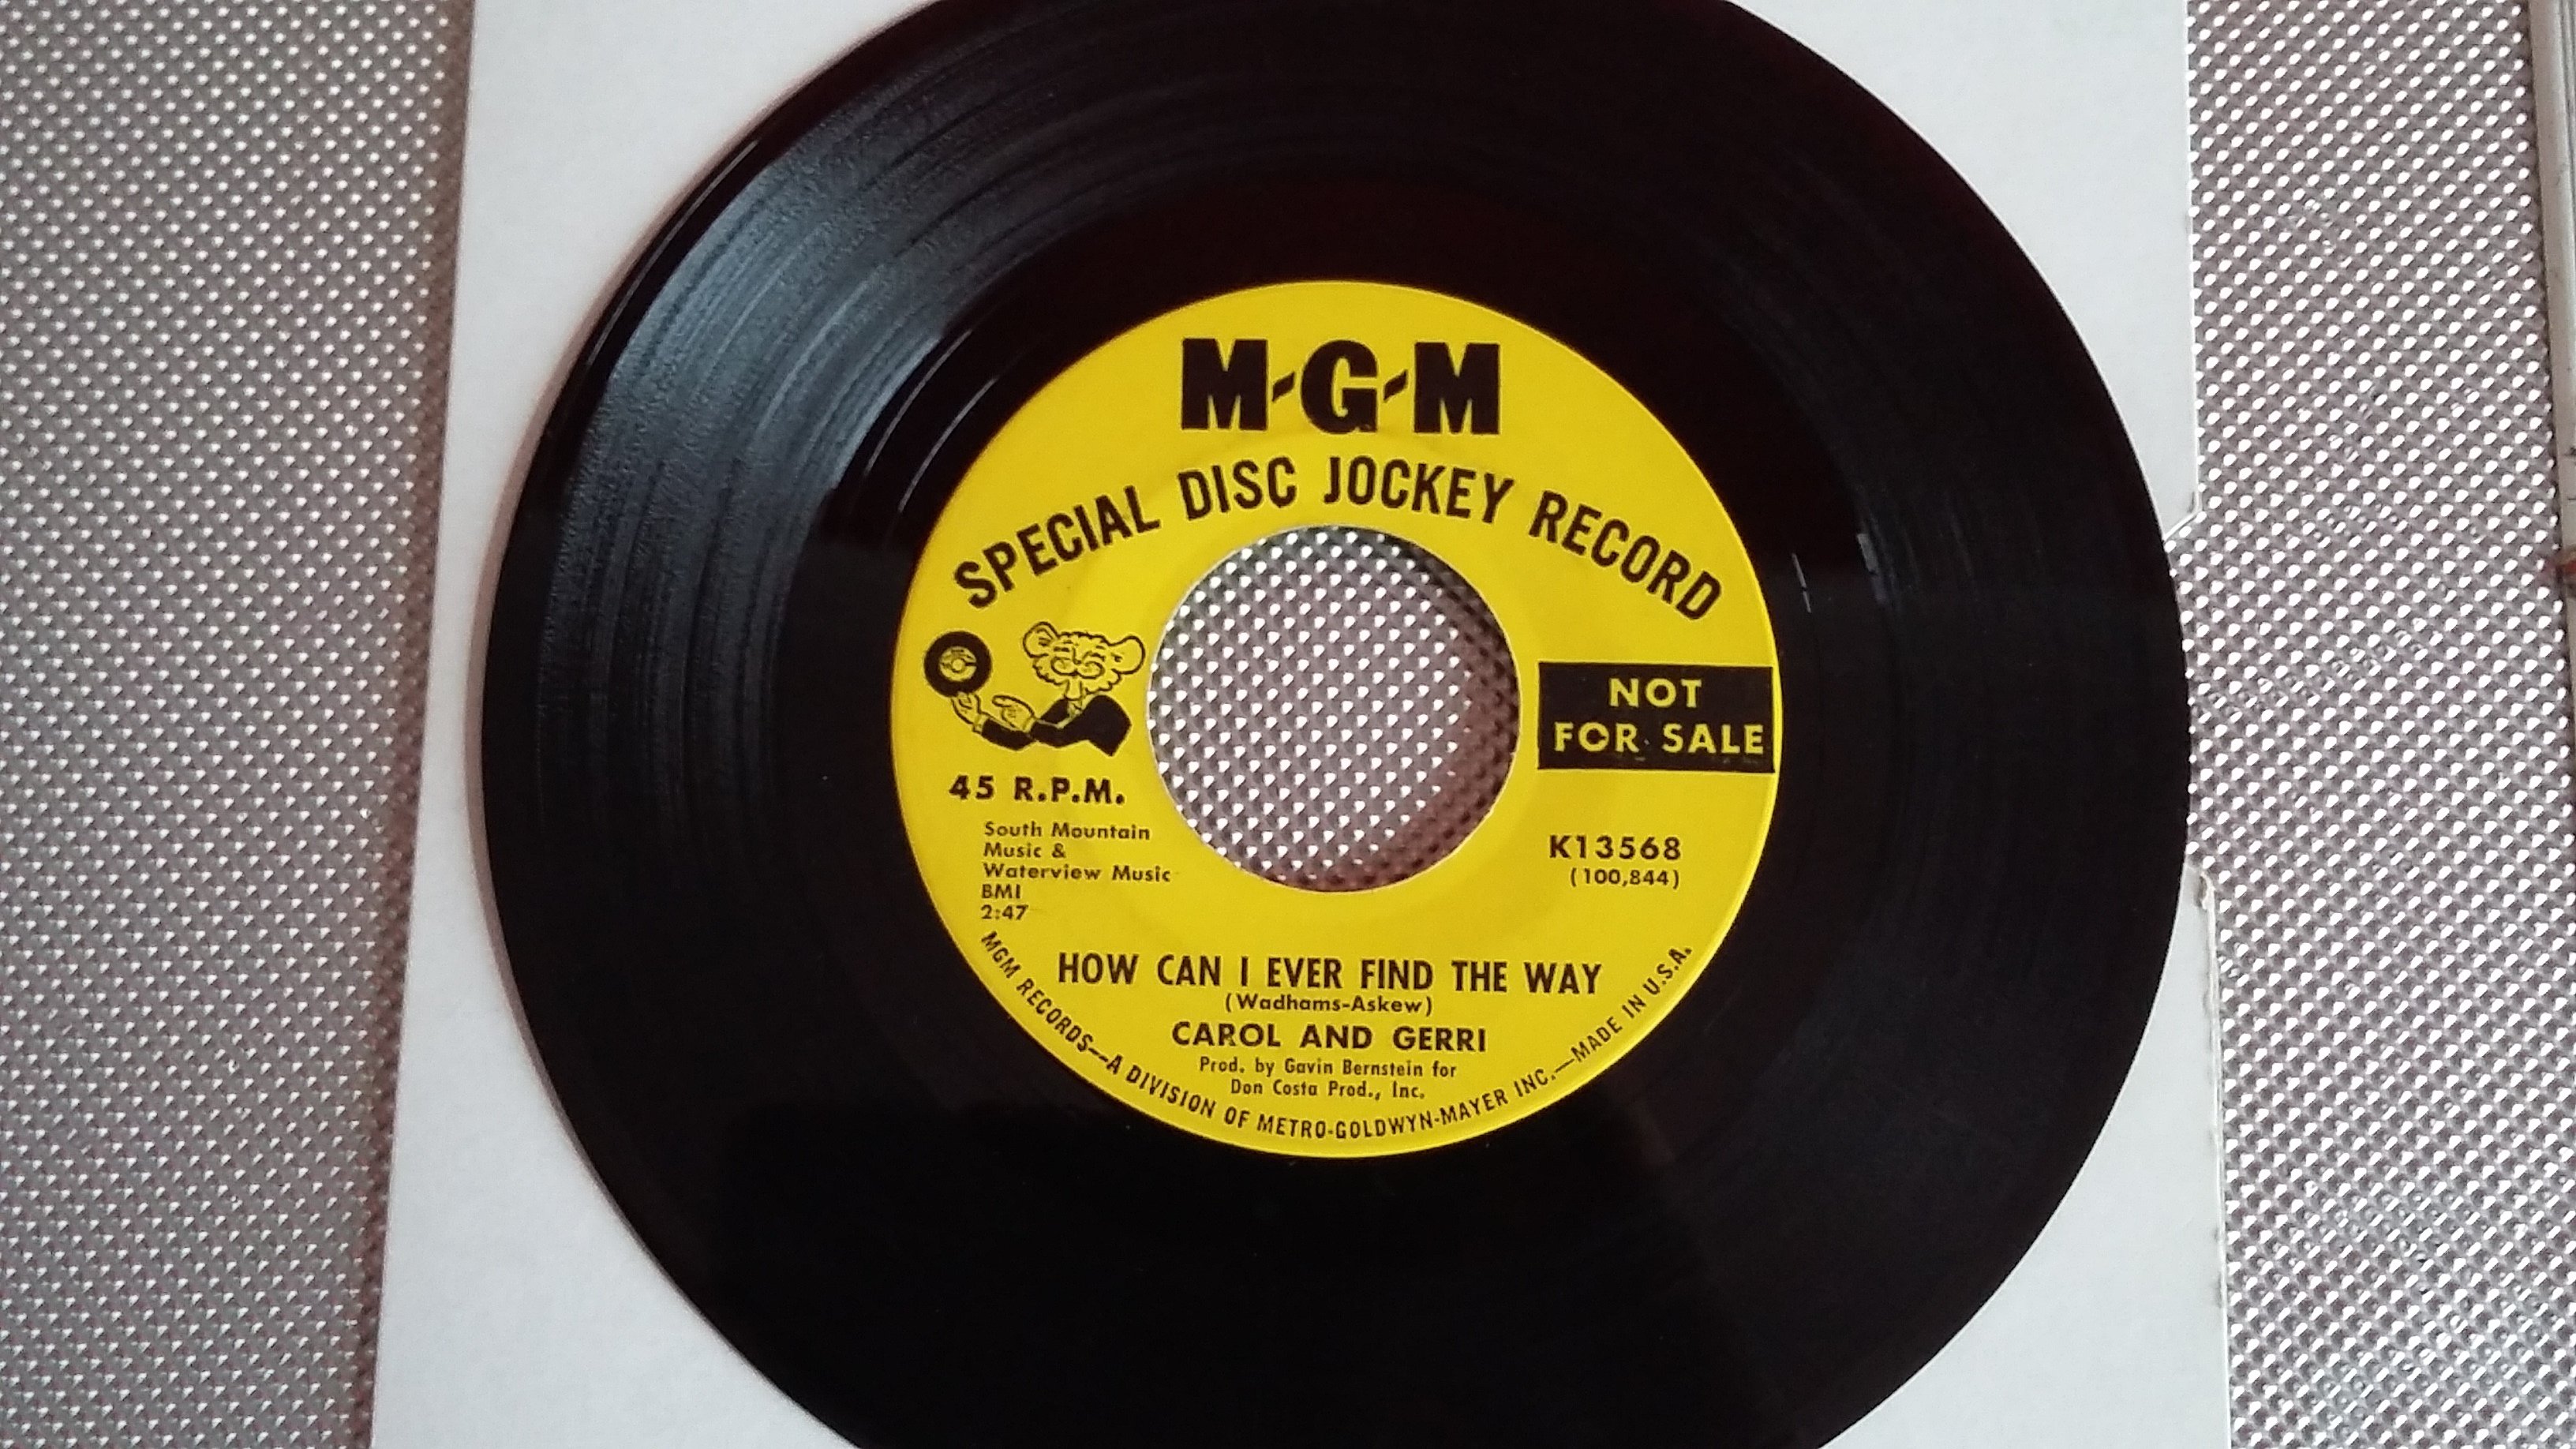 M-G-M
SPECIAL DISC JOCKEY RECORD
NOT
FOR SALE
45 R.P.M.
South Mountain
Music &
Waterview Music
BMI
2:47
K13568
(100,844)
HOW CAN I EVER FIND THE WAY
(Wadhams-Askew)
CAROL AND GERRI
Prod. by Gavin Bernstein for
Don Costa Prod., Inc.
MGM RECORDS—A DIVISION OF METRO-GOLDWYN-MAYER INC.—MADE IN U.S.A.